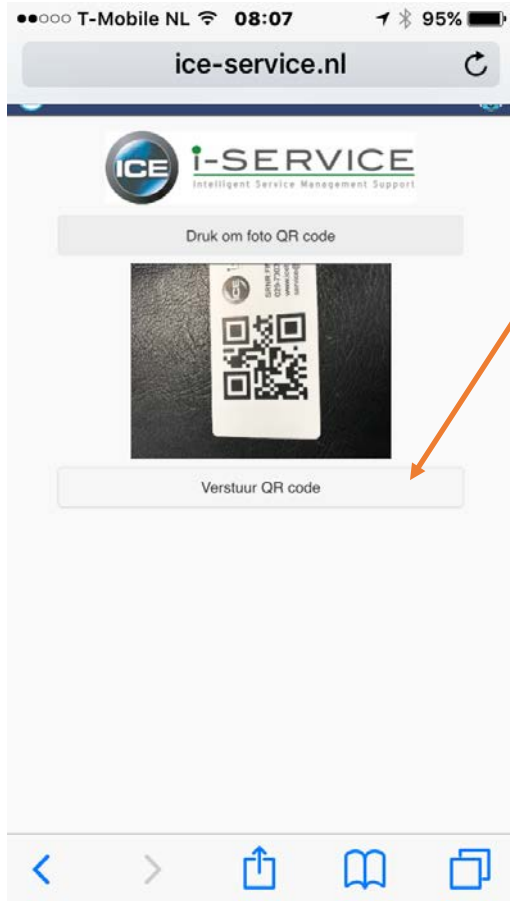 T-Mobile NL 08:07 95%
ice-service.nl
ICE i-SERVICE
Intelligent Service Management Support
Druk om foto QR code
ICE
Verstuur QR code